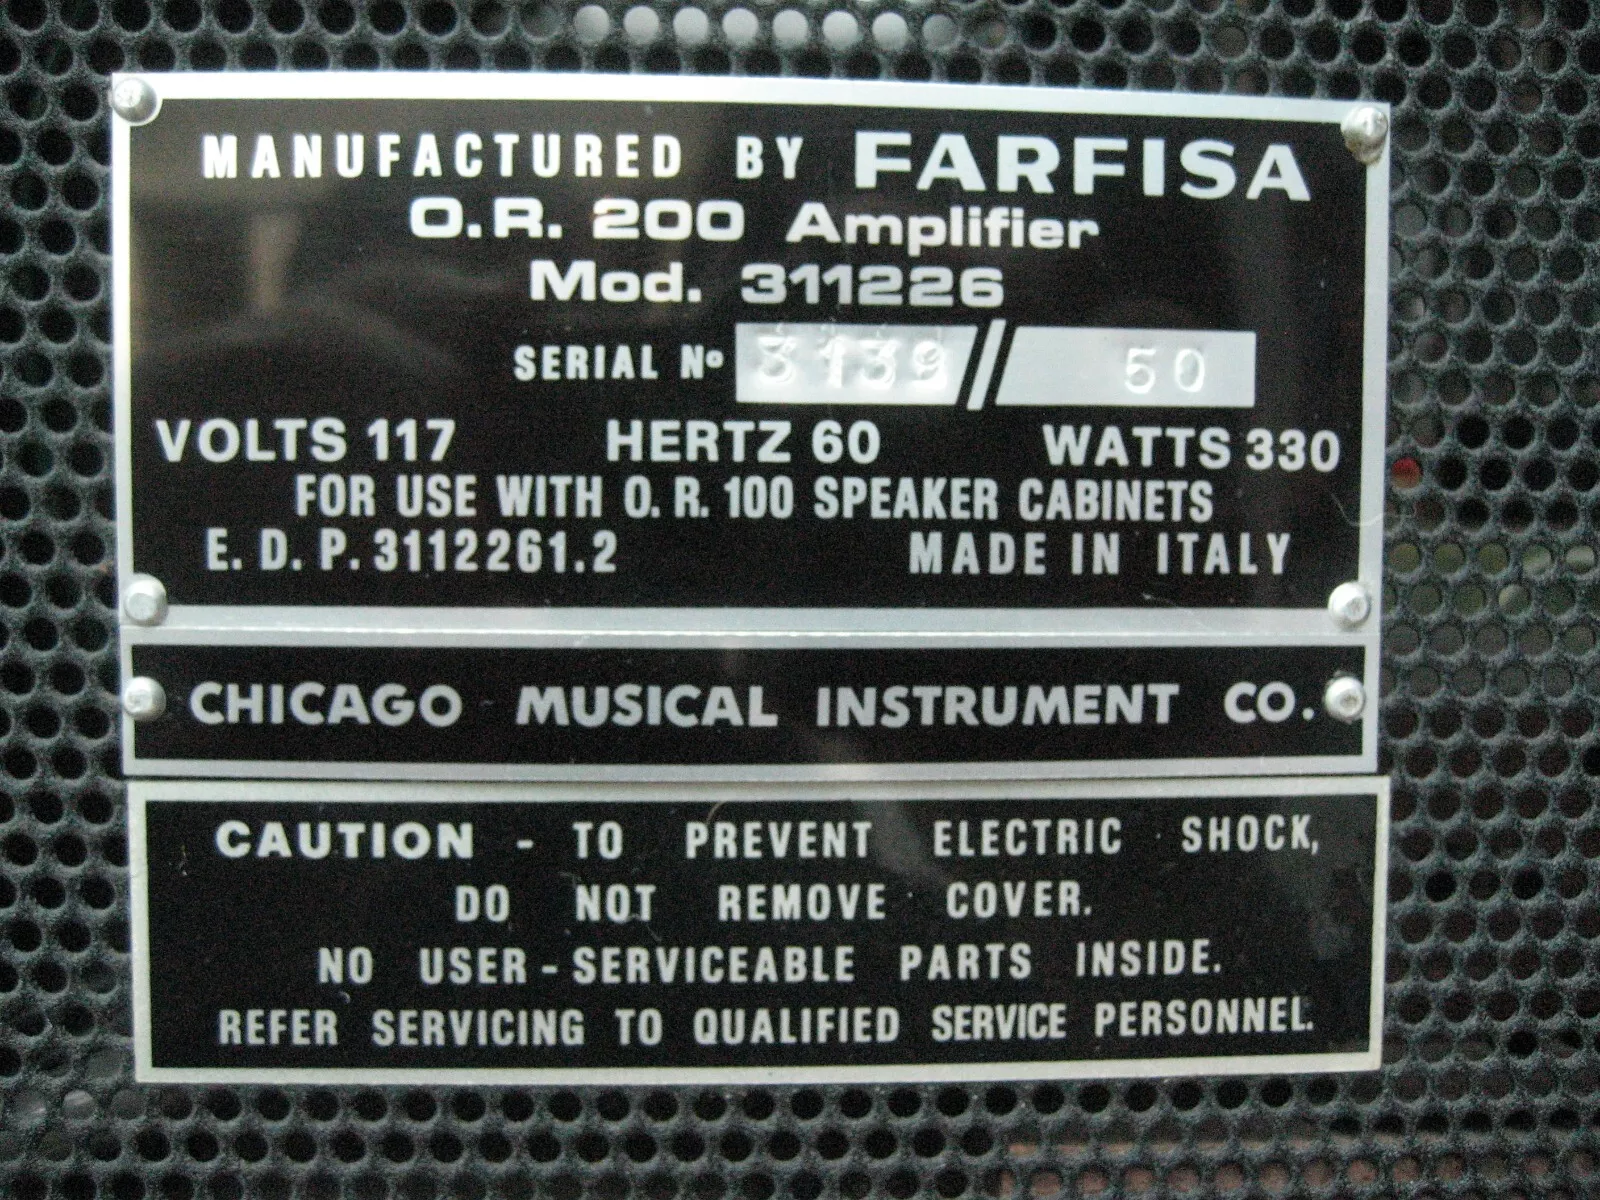 MANUFACTURED BY FARFISA
O.R. 200 Amplifier
Mod. 311226
SERIAL Nº 3139 // 50
VOLTS 117 HERTZ 60 WATTS 330
FOR USE WITH O. R. 100 SPEAKER CABINETS
E. D. P. 3112261.2 MADE IN ITALY
CHICAGO MUSICAL INSTRUMENT CO.
CAUTION - TO PREVENT ELECTRIC SHOCK,
DO NOT REMOVE COVER.
NO USER-SERVICEABLE PARTS INSIDE.
REFER SERVICING TO QUALIFIED SERVICE PERSONNEL.